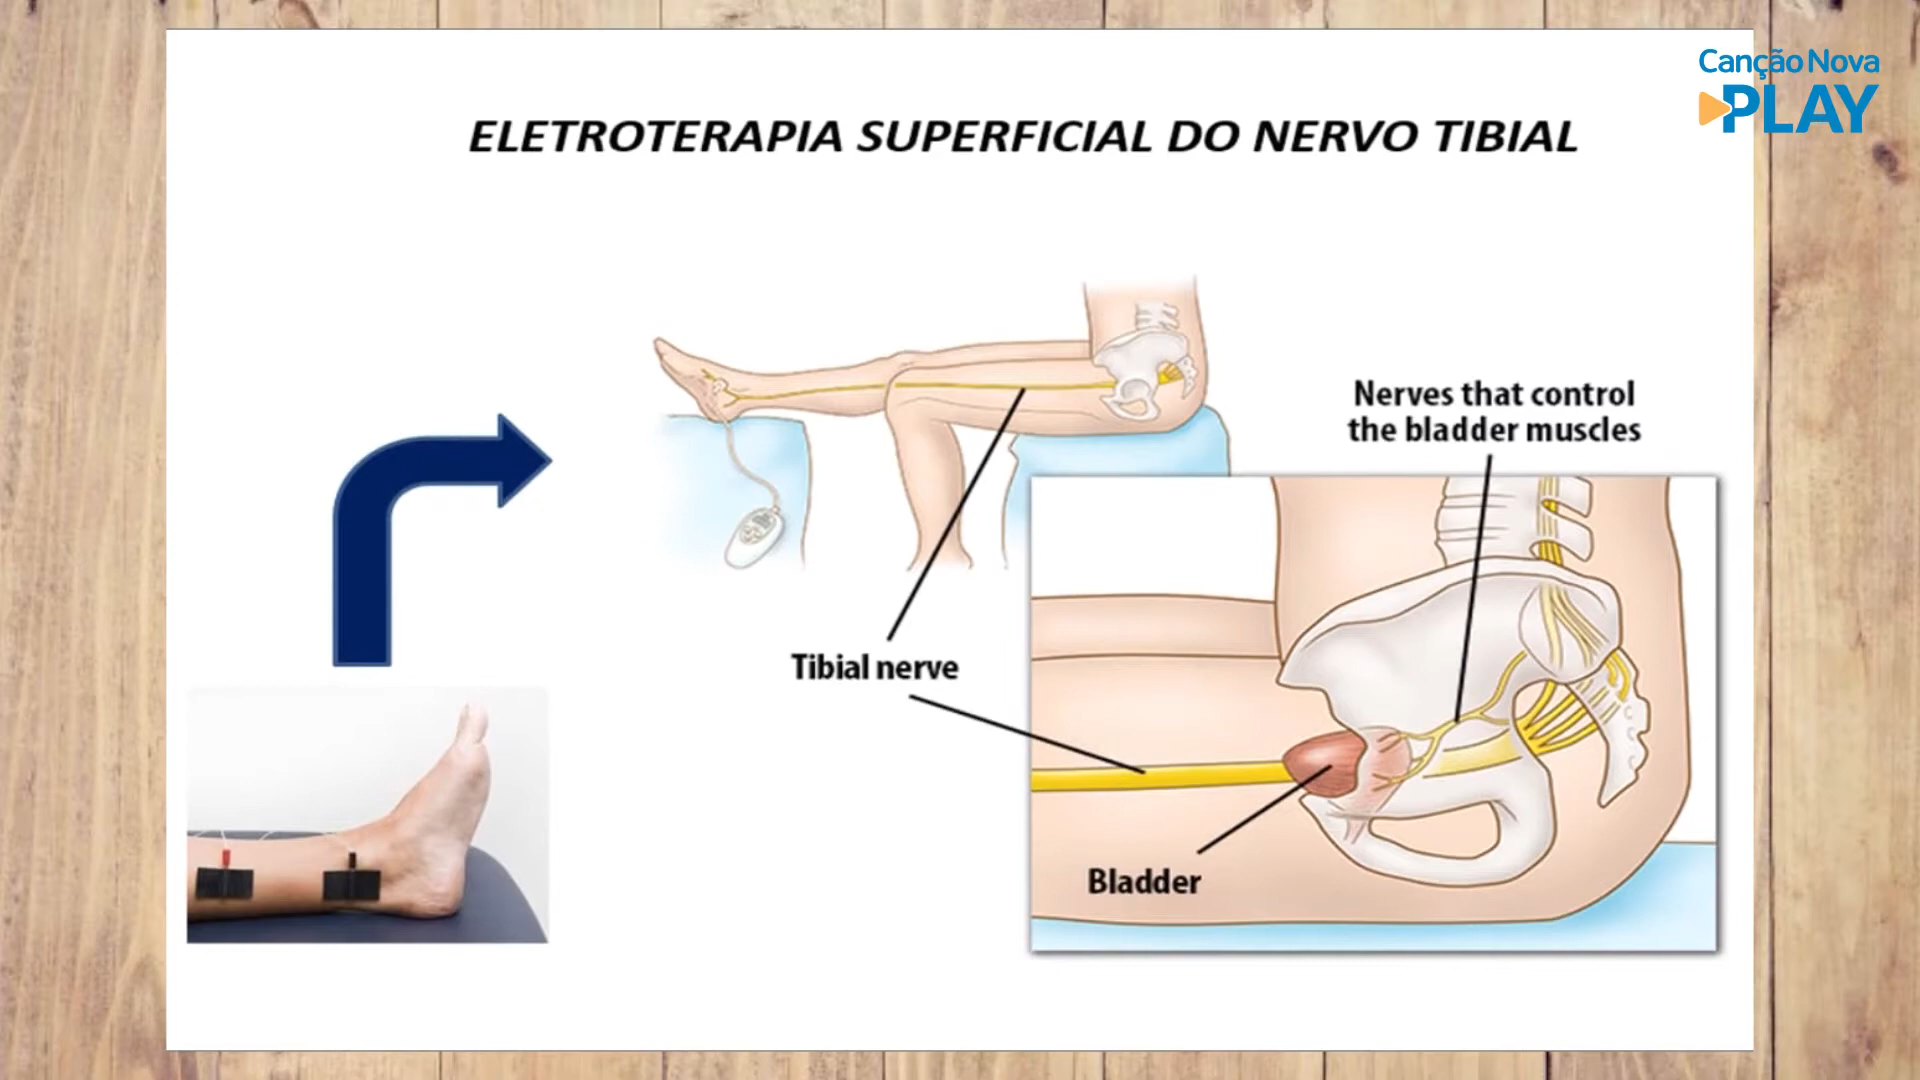 Canção Nova
PLAY
ELETROTERAPIA SUPERFICIAL DO NERVO TIBIAL
Nerves that control
the bladder muscles
Tibial nerve
Bladder